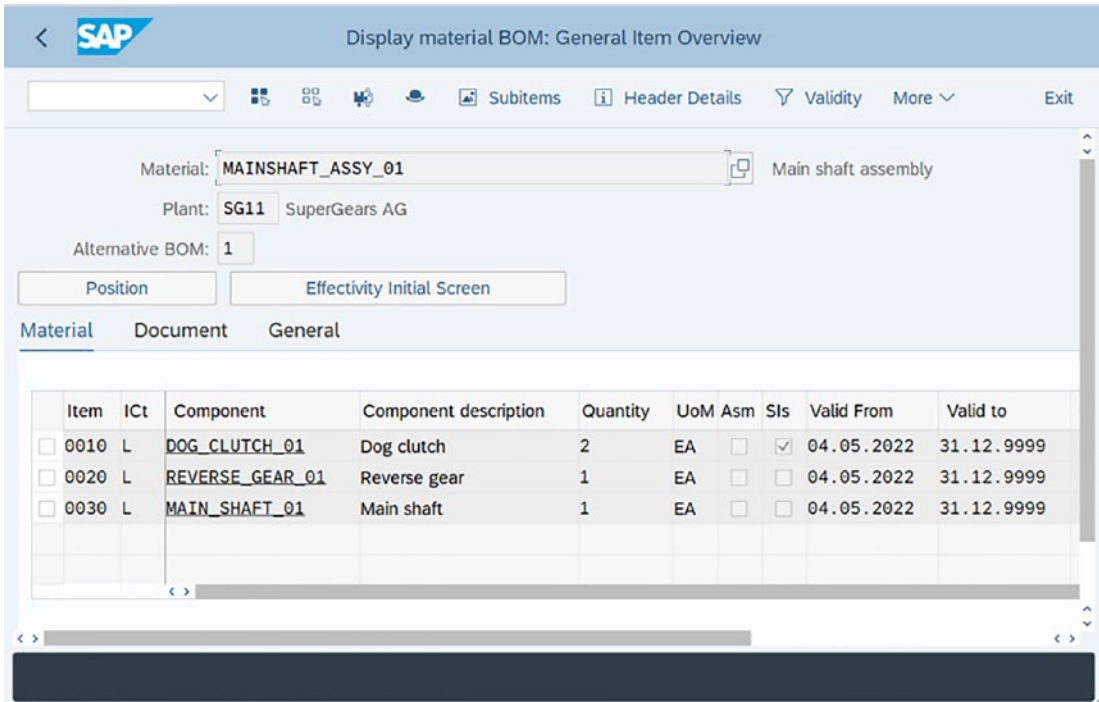 SAP Display material BOM: General Item Overview
Subitems Header Details Validity More Exit
Material: MAINSHAFT_ASSY_01 Main shaft assembly
Plant: SG11 SuperGears AG
Alternative BOM: 1
Position Effectivity Initial Screen
Material Document General
Item ICt Component Component description Quantity UoM Asm SIs Valid From Valid to
0010 L DOG_CLUTCH_01 Dog clutch 2 EA 04.05.2022 31.12.9999
0020 L REVERSE_GEAR_01 Reverse gear 1 EA 04.05.2022 31.12.9999
0030 L MAIN_SHAFT_01 Main shaft 1 EA 04.05.2022 31.12.9999